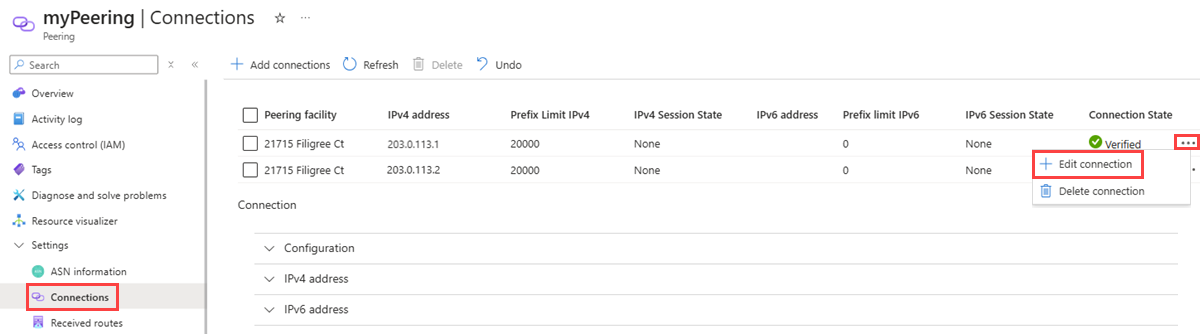 myPeering | Connections
Peering
Search
Overview
Activity log
Access control (IAM)
Tags
Diagnose and solve problems
Resource visualizer
Settings
ASN information
Connections
Received routes
Add connections Refresh Delete Undo
Peering facility IPv4 address Prefix Limit IPv4 IPv4 Session State IPv6 address Prefix limit IPv6 IPv6 Session State Connection State
21715 Filigree Ct 203.0.113.1 20000 None 0 None Verified
21715 Filigree Ct 203.0.113.2 20000 None 0 None
Edit connection
Delete connection
Connection
Configuration
IPv4 address
IPv6 address